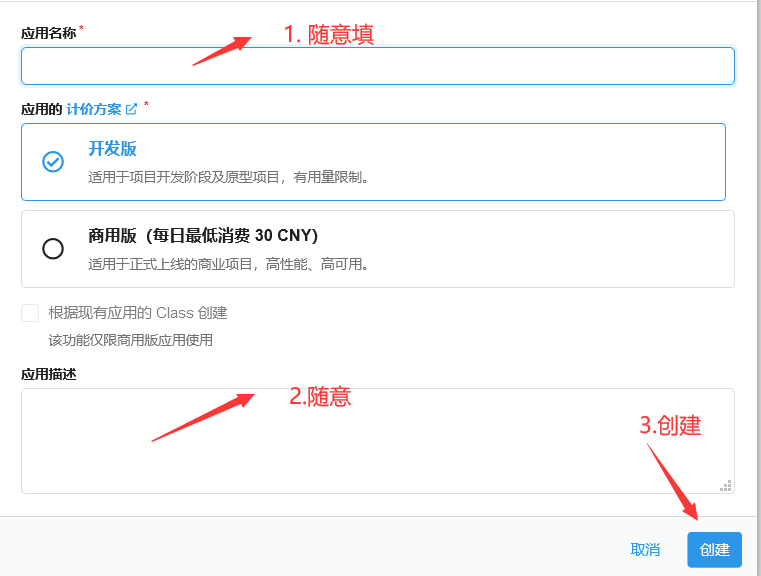 应用名称*
1. 随意填
应用的 计价方案 *
开发版
适用于项目开发阶段及原型项目，有用量限制。
商用版（每日最低消费 30 CNY）
适用于正式上线的商业项目，高性能、高可用。
根据现有应用的 Class 创建
该功能仅限商用版应用使用
应用描述
2.随意
3.创建
取消 创建